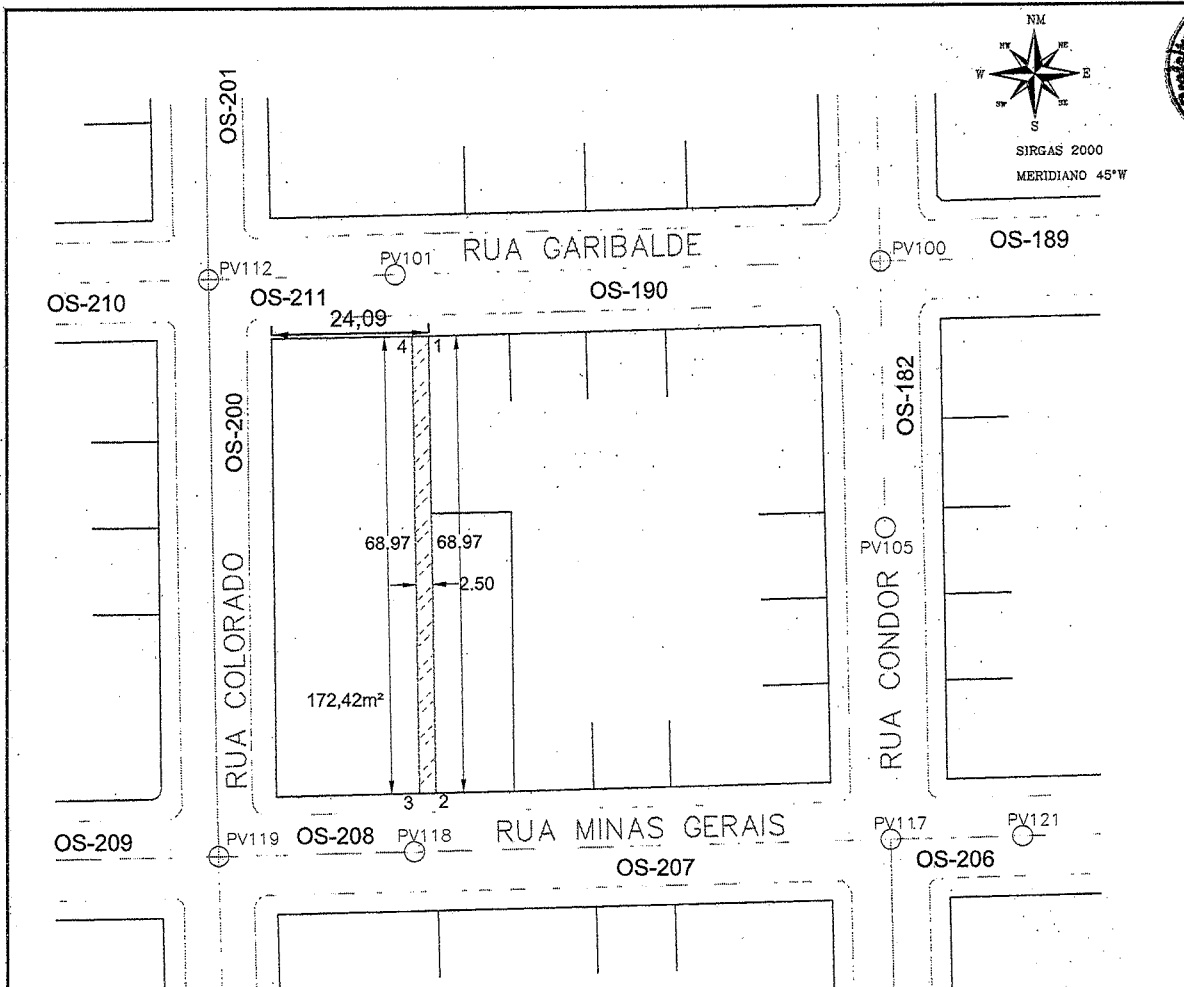 NM
NW
NE
W
E
SW
SE
S
SIRGAS 2000
MERIDIANO 45°W
OS-201
RUA GARIBALDE
OS-189
PV112
PV101
PV100
OS-210
OS-211
OS-190
24,09
4
1
OS-200
OS-182
68.97
68.97
2.50
PV105
RUA COLORADO
RUA CONDOR
172,42m²
3
2
OS-209
PV119
OS-208
PV118
RUA MINAS GERAIS
PV117
PV121
OS-207
OS-206